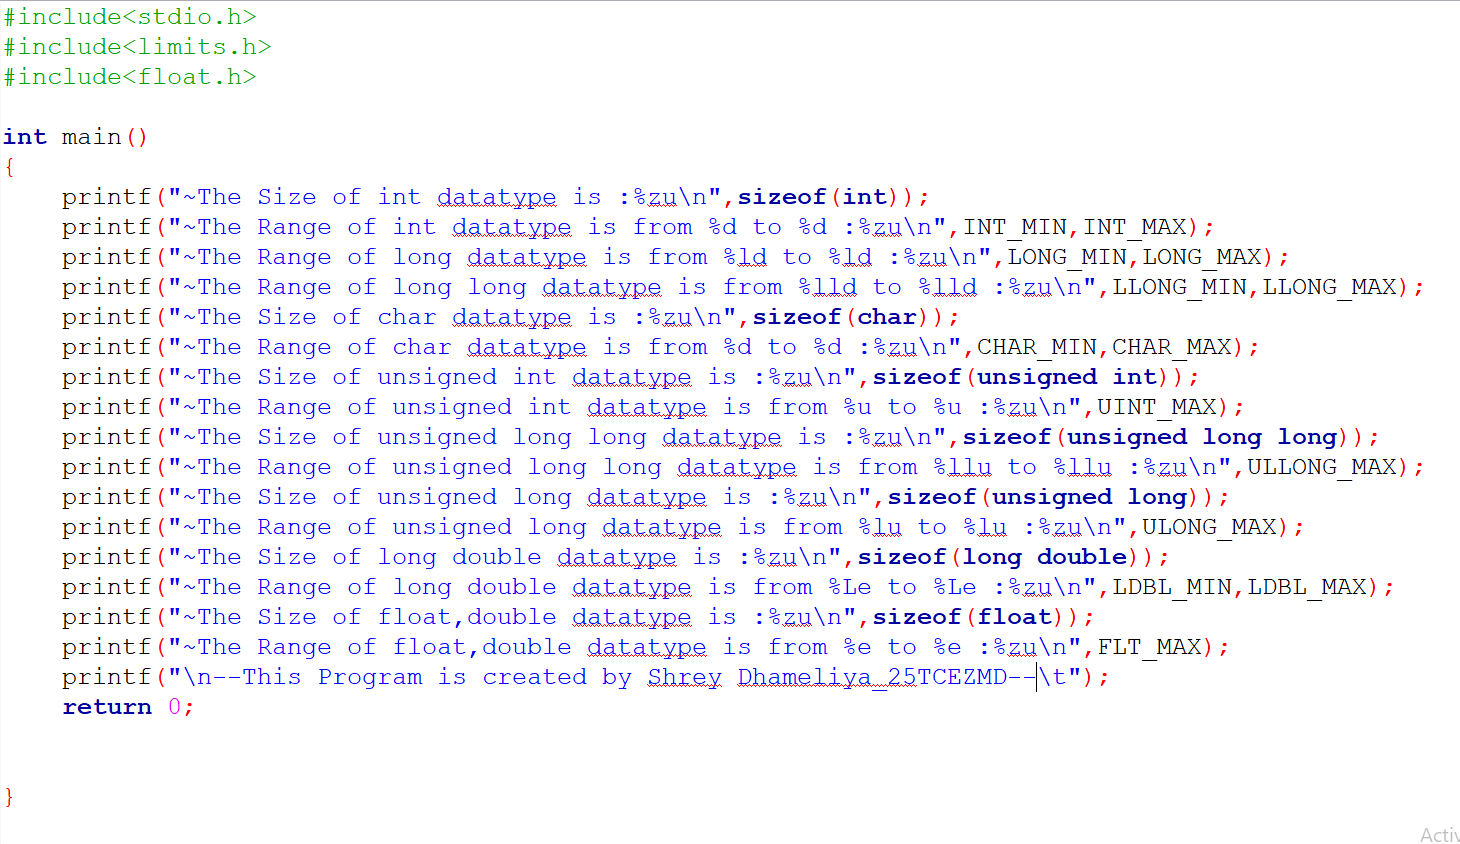 #include<stdio.h>
#include<limits.h>
#include<float.h>
int main()
{
printf("~The Size of int datatype is :%zu\n",sizeof(int));
printf("~The Range of int datatype is from %d to %d :%zu\n",INT_MIN,INT_MAX);
printf("~The Range of long datatype is from %ld to %ld :%zu\n",LONG_MIN,LONG_MAX);
printf("~The Range of long long datatype is from %lld to %lld :%zu\n",LLONG_MIN,LLONG_MAX);
printf("~The Size of char datatype is :%zu\n",sizeof(char));
printf("~The Range of char datatype is from %d to %d :%zu\n",CHAR_MIN,CHAR_MAX);
printf("~The Size of unsigned int datatype is :%zu\n",sizeof(unsigned int));
printf("~The Range of unsigned int datatype is from %u to %u :%zu\n",UINT_MAX);
printf("~The Size of unsigned long long datatype is :%zu\n",sizeof(unsigned long long));
printf("~The Range of unsigned long long datatype is from %llu to %llu :%zu\n",ULLONG_MAX);
printf("~The Size of unsigned long datatype is :%zu\n",sizeof(unsigned long));
printf("~The Range of unsigned long datatype is from %lu to %lu :%zu\n",ULONG_MAX);
printf("~The Size of long double datatype is :%zu\n",sizeof(long double));
printf("~The Range of long double datatype is from %Le to %Le :%zu\n",LDBL_MIN,LDBL_MAX);
printf("~The Size of float,double datatype is :%zu\n",sizeof(float));
printf("~The Range of float,double datatype is from %e to %e :%zu\n",FLT_MAX);
printf("\n--This Program is created by Shrey Dhameliya_25TCEZMD--\t");
return 0;
}
Activ